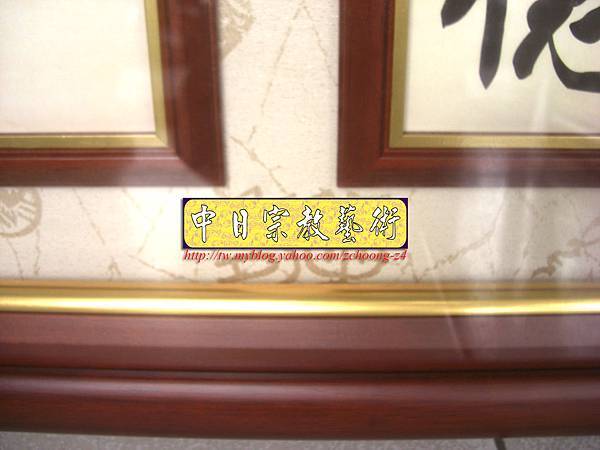 中日宗教藝術
http://tw.myblog.yahoo.com/zchoong-z4